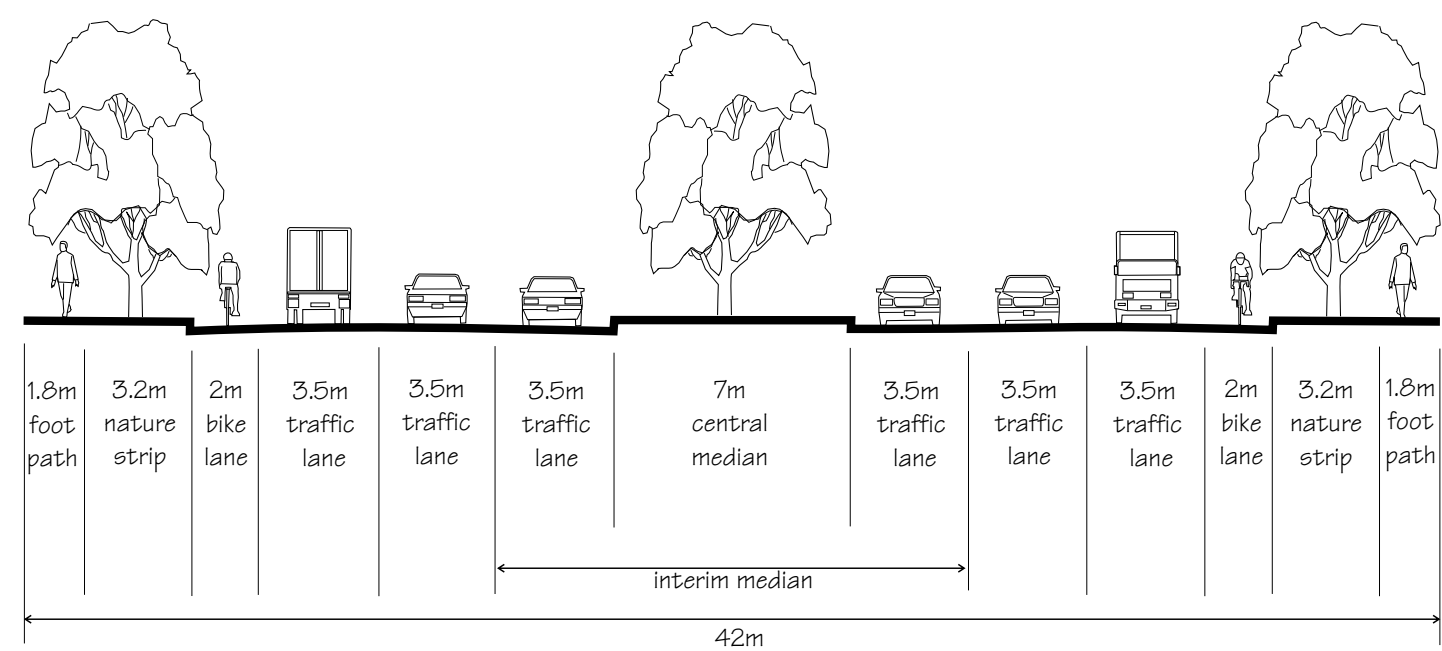 1.8m
foot
path
3.2m
nature
strip
2m
bike
lane
3.5m
traffic
lane
3.5m
traffic
lane
3.5m
traffic
lane
7m
central
median
3.5m
traffic
lane
3.5m
traffic
lane
3.5m
traffic
lane
2m
bike
lane
3.2m
nature
strip
1.8m
foot
path
interim median
42m